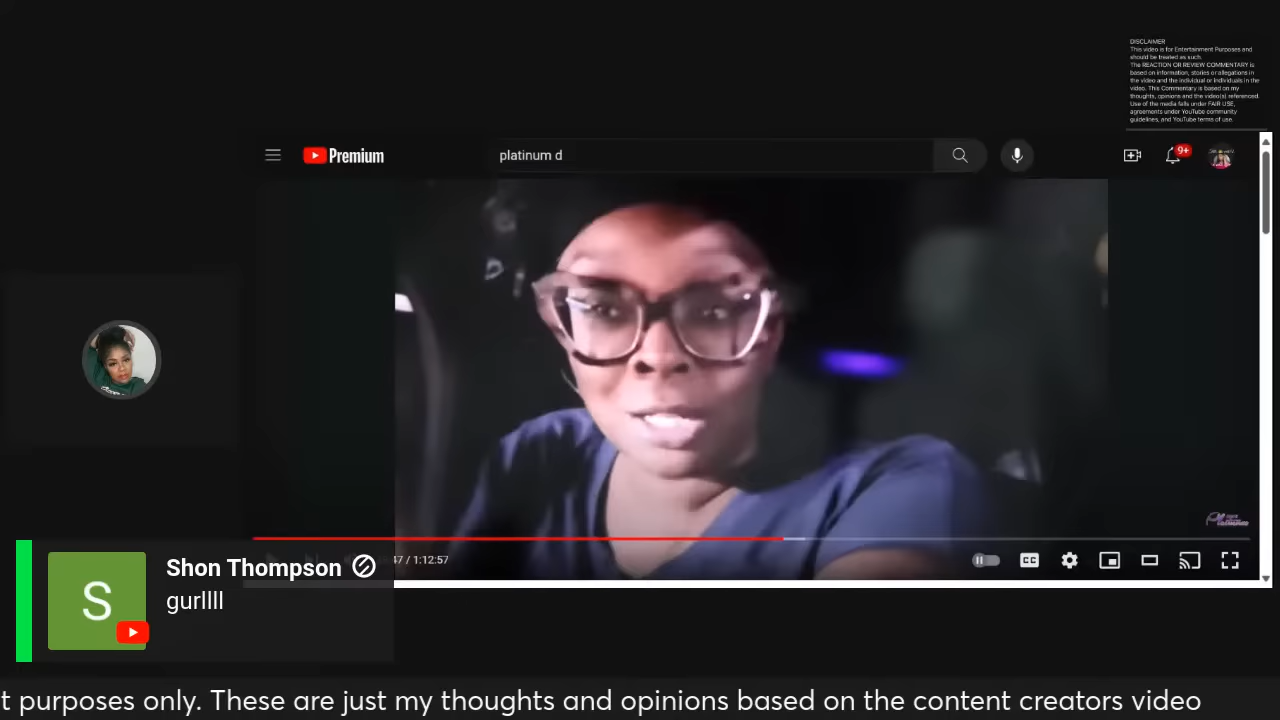 DISCLAIMER
This video is for Entertainment Purposes and
should be treated as such.
The REACTION OR REVIEW COMMENTARY is
based on information, stories or allegations in
the video and the individual or individuals in the
video. This Commentary is based on my
thoughts, opinions and the video(s) referenced.
Use of the media falls under FAIR USE,
agreements under YouTube community
guidelines, and YouTube terms of use.
Premium
platinum d
9+
47 / 1:12:57
CC
S
Shon Thompson
gurllll
t purposes only. These are just my thoughts and opinions based on the content creators video